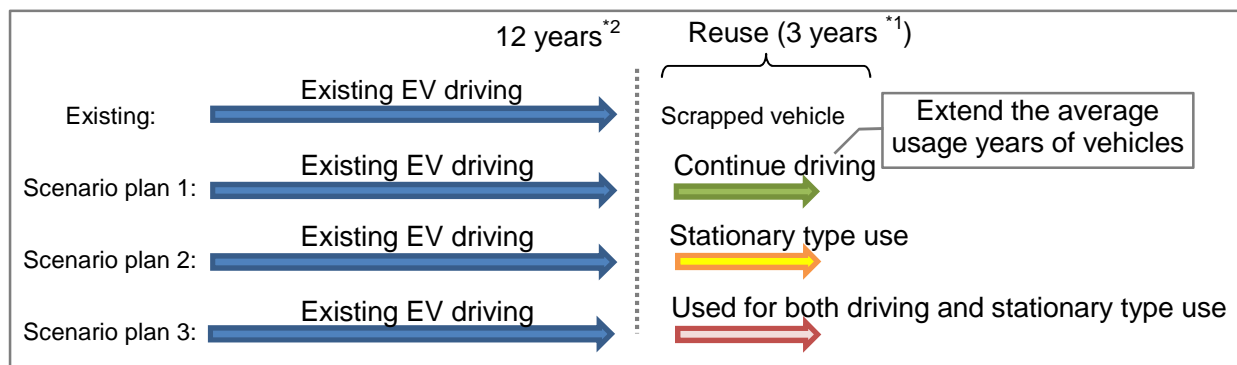 12 years*2
Reuse (3 years *1)
Existing:
Existing EV driving
Scrapped vehicle
Extend the average
usage years of vehicles
Scenario plan 1:
Existing EV driving
Continue driving
Scenario plan 2:
Existing EV driving
Stationary type use
Scenario plan 3:
Existing EV driving
Used for both driving and stationary type use